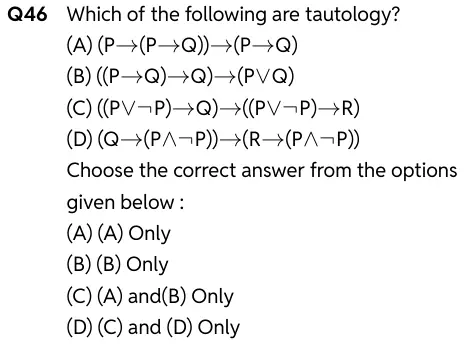 Q46 Which of the following are tautology?
(A) (P→(P→Q))→(P→Q)
(B) ((P→Q)→Q)→(P∨Q)
(C) ((P∨¬P)→Q)→((P∨¬P)→R)
(D) (Q→(P∧¬P))→(R→(P∧¬P))
Choose the correct answer from the options
given below :
(A) (A) Only
(B) (B) Only
(C) (A) and(B) Only
(D) (C) and (D) Only